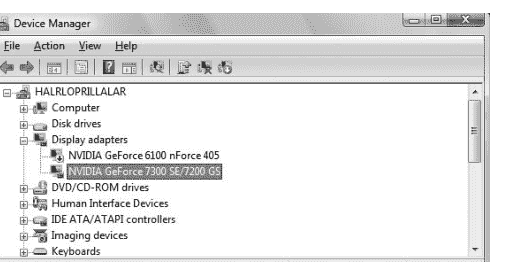 Device Manager
File Action View Help
HALRLOPRILLALAR
Computer
Disk drives
Display adapters
NVIDIA GeForce 6100 nForce 405
NVIDIA GeForce 7300 SE/7200 GS
DVD/CD-ROM drives
Human Interface Devices
IDE ATA/ATAPI controllers
Imaging devices
Keyboards